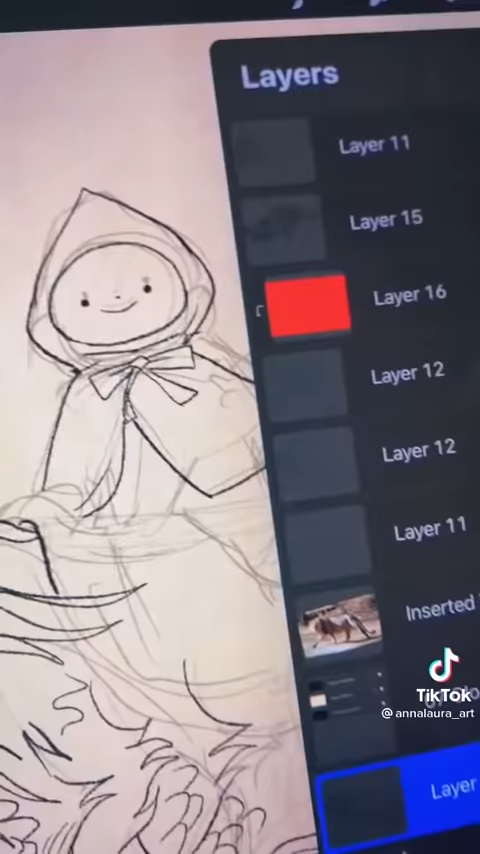 Layers
Layer 11
Layer 15
Layer 16
Layer 12
Layer 12
Layer 11
Inserted
TikTok
@annalaura_art
Layer